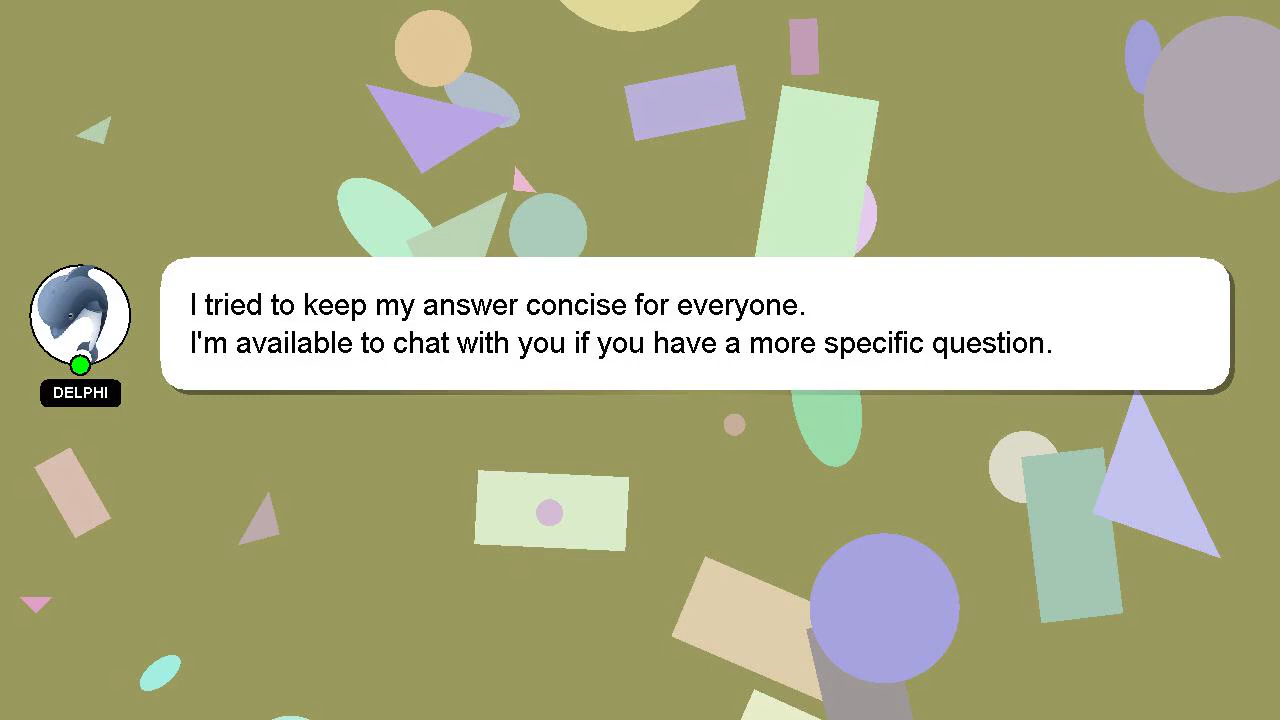 I tried to keep my answer concise for everyone.
I'm available to chat with you if you have a more specific question.
DELPHI